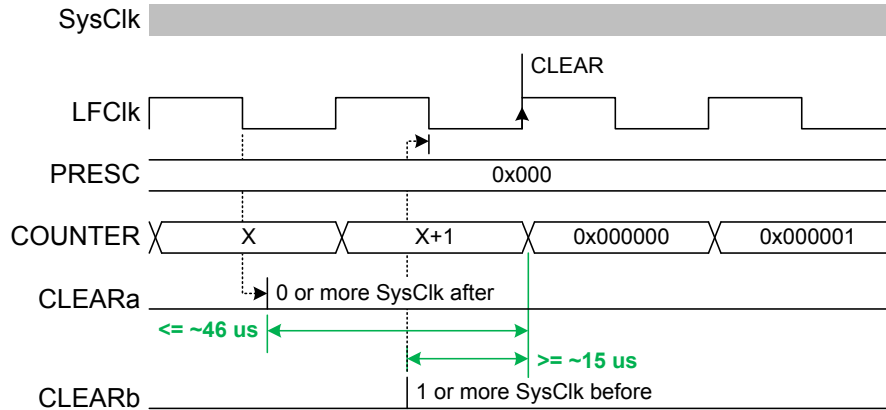 SysClk
CLEAR
LFClk
PRESC
0x000
COUNTER
X
X+1
0x000000
0x000001
CLEARa
0 or more SysClk after
<= ~46 us
>= ~15 us
CLEARb
1 or more SysClk before